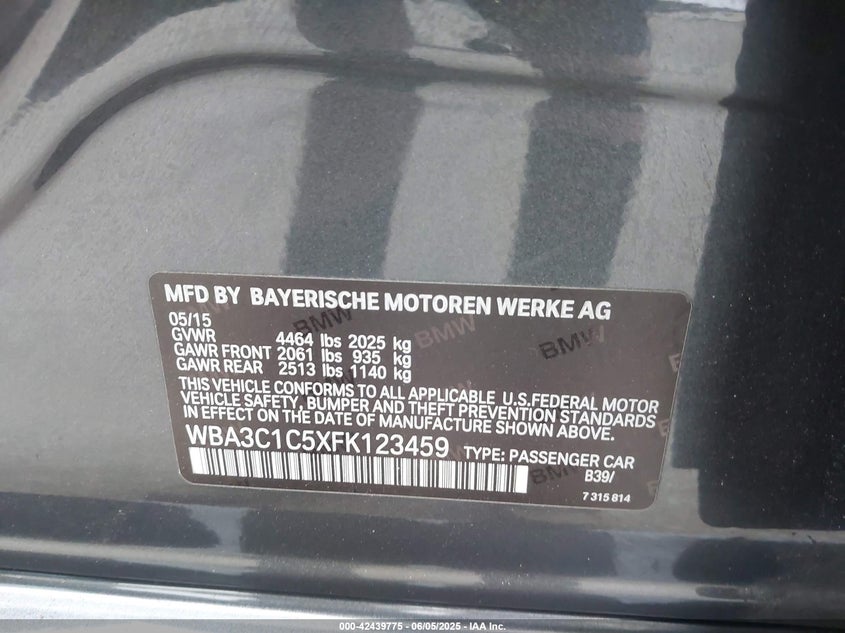 MFD BY BAYERISCHE MOTOREN WERKE AG
05/15
GVWR 4464 lbs 2025 kg
GAWR FRONT 2061 lbs 935 kg
GAWR REAR 2513 lbs 1140 kg
THIS VEHICLE CONFORMS TO ALL APPLICABLE U.S.FEDERAL MOTOR
VEHICLE SAFETY, BUMPER AND THEFT PREVENTION STANDARDS
IN EFFECT ON THE DATE OF MANUFACTURE SHOWN ABOVE.
WBA3C1C5XFK123459 TYPE: PASSENGER CAR
B39/
7 315 814
BMW
BMW
BMW
000-42439775 - 06/05/2025 - IAA Inc.